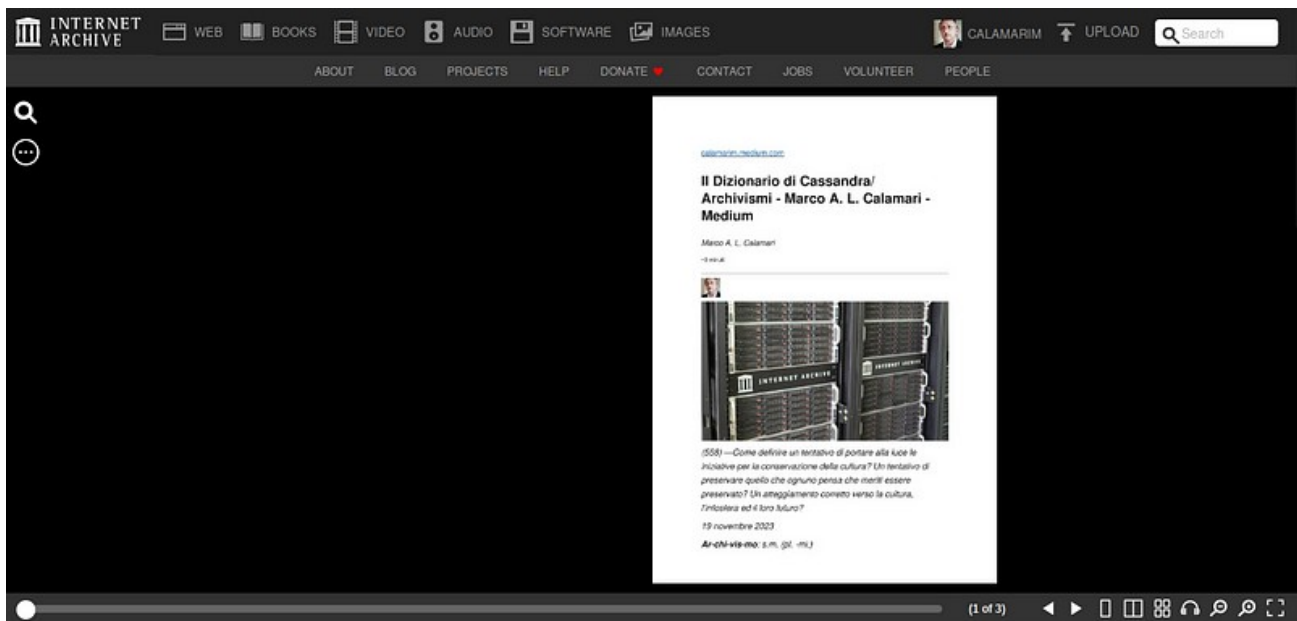 INTERNET
ARCHIVE
WEB
BOOKS
VIDEO
AUDIO
SOFTWARE
IMAGES
CALAMARIM
UPLOAD
Search
ABOUT
BLOG
PROJECTS
HELP
DONATE
CONTACT
JOBS
VOLUNTEER
PEOPLE
calamarim.medium.com
Il Dizionario di Cassandra/
Archivismi - Marco A. L. Calamari -
Medium
Marco A. L. Calamari
INTERNET ARCHIVE
INTERNET ARCHIVE
(558) —Come definire un tentativo di portare alla luce le
iniziative per la conservazione della cultura? Un tentativo di
preservare quello che ognuno pensa che meriti essere
preservato? Un atteggiamento corretto verso la cultura,
l'infosfera ed il loro futuro?
19 novembre 2023
Ar·chi·vis·mo: s.m. (pl. -mi.)
(1 of 3)